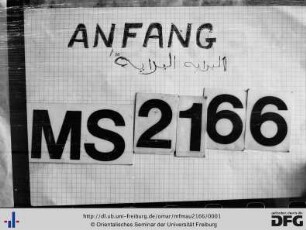 ANFANG
MS 2166
http://dl.ub.uni-freiburg.de/omar/mfmau2166/0001
© Orientalisches Seminar der Universität Freiburg
DFG